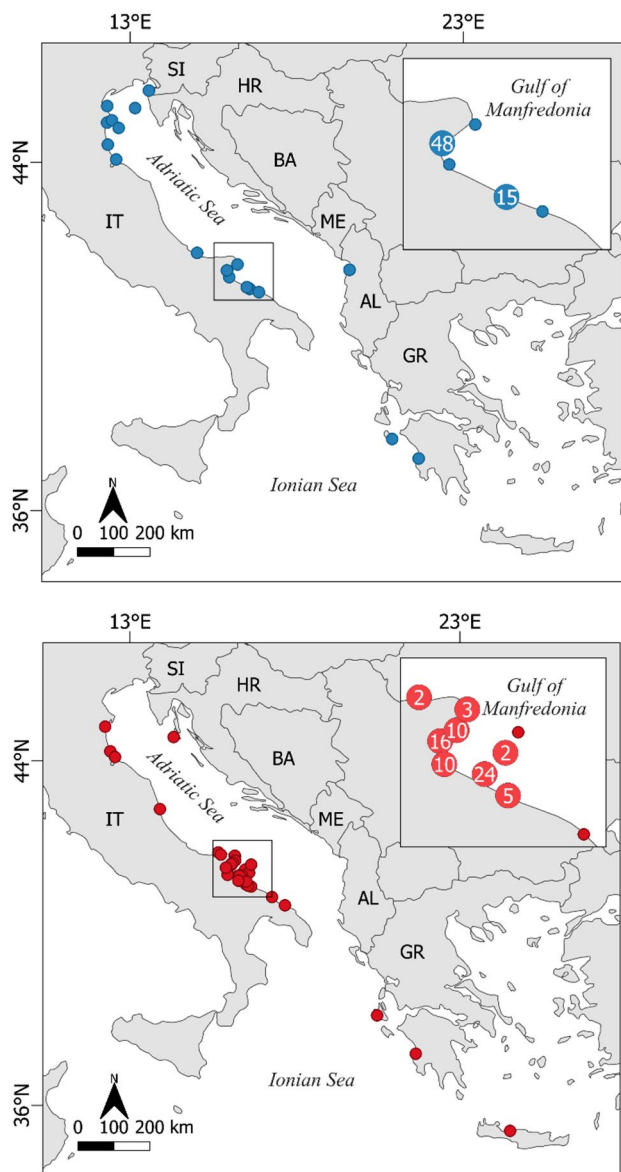 13°E 23°E
SI
HR
Gulf of
Manfredonia
48
15
44°N
BA
Adriatic Sea
IT
ME
AL
GR
Ionian Sea
36°N
N
0 100 200 km
13°E 23°E
SI
HR
2
3
Gulf of
Manfredonia
10
16
2
10
24
5
44°N
BA
Adriatic Sea
IT
ME
AL
GR
Ionian Sea
36°N
N
0 100 200 km